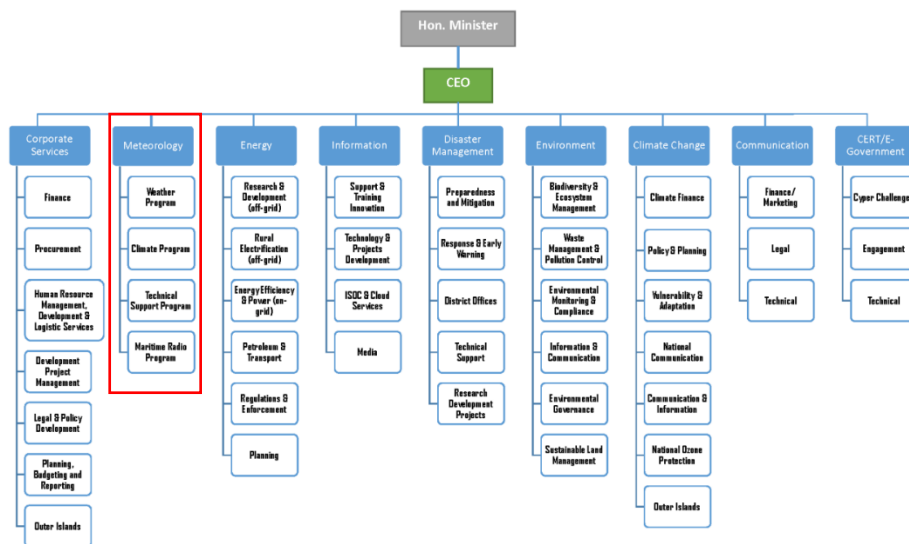 Hon. Minister
CEO
Corporate
Services
Meteorology
Energy
Information
Disaster
Management
Environment
Climate Change
Communication
CERT/E-
Government
Finance
Procurement
Human Resource
Management,
Development &
Logistic Services
Development
Project
Management
Legal & Policy
Development
Planning,
Budgeting and
Reporting
Outer Islands
Weather
Program
Climate Program
Technical
Support Program
Maritime Radio
Program
Research &
Development
(off-grid)
Rural
Electrification
(off-grid)
Energy Efficiency
& Power (on-
grid)
Petroleum &
Transport
Regulations &
Enforcement
Planning
Support &
Training
Innovation
Technology &
Projects
Development
ISOC & Cloud
Services
Media
Preparedness
and Mitigation
Response & Early
Warning
District Offices
Technical
Support
Research
Development
Projects
Biodiversity &
Ecosystem
Management
Waste
Management &
Pollution Control
Environmental
Monitoring &
Compliance
Information &
Communication
Environmental
Governance
Sustainable Land
Management
Climate Finance
Policy & Planning
Vulnerability &
Adaptation
National
Communication
Communication &
Information
National Ozone
Protection
Outer Islands
Finance/
Marketing
Legal
Technical
Cyper Challenge
Engagement
Technical